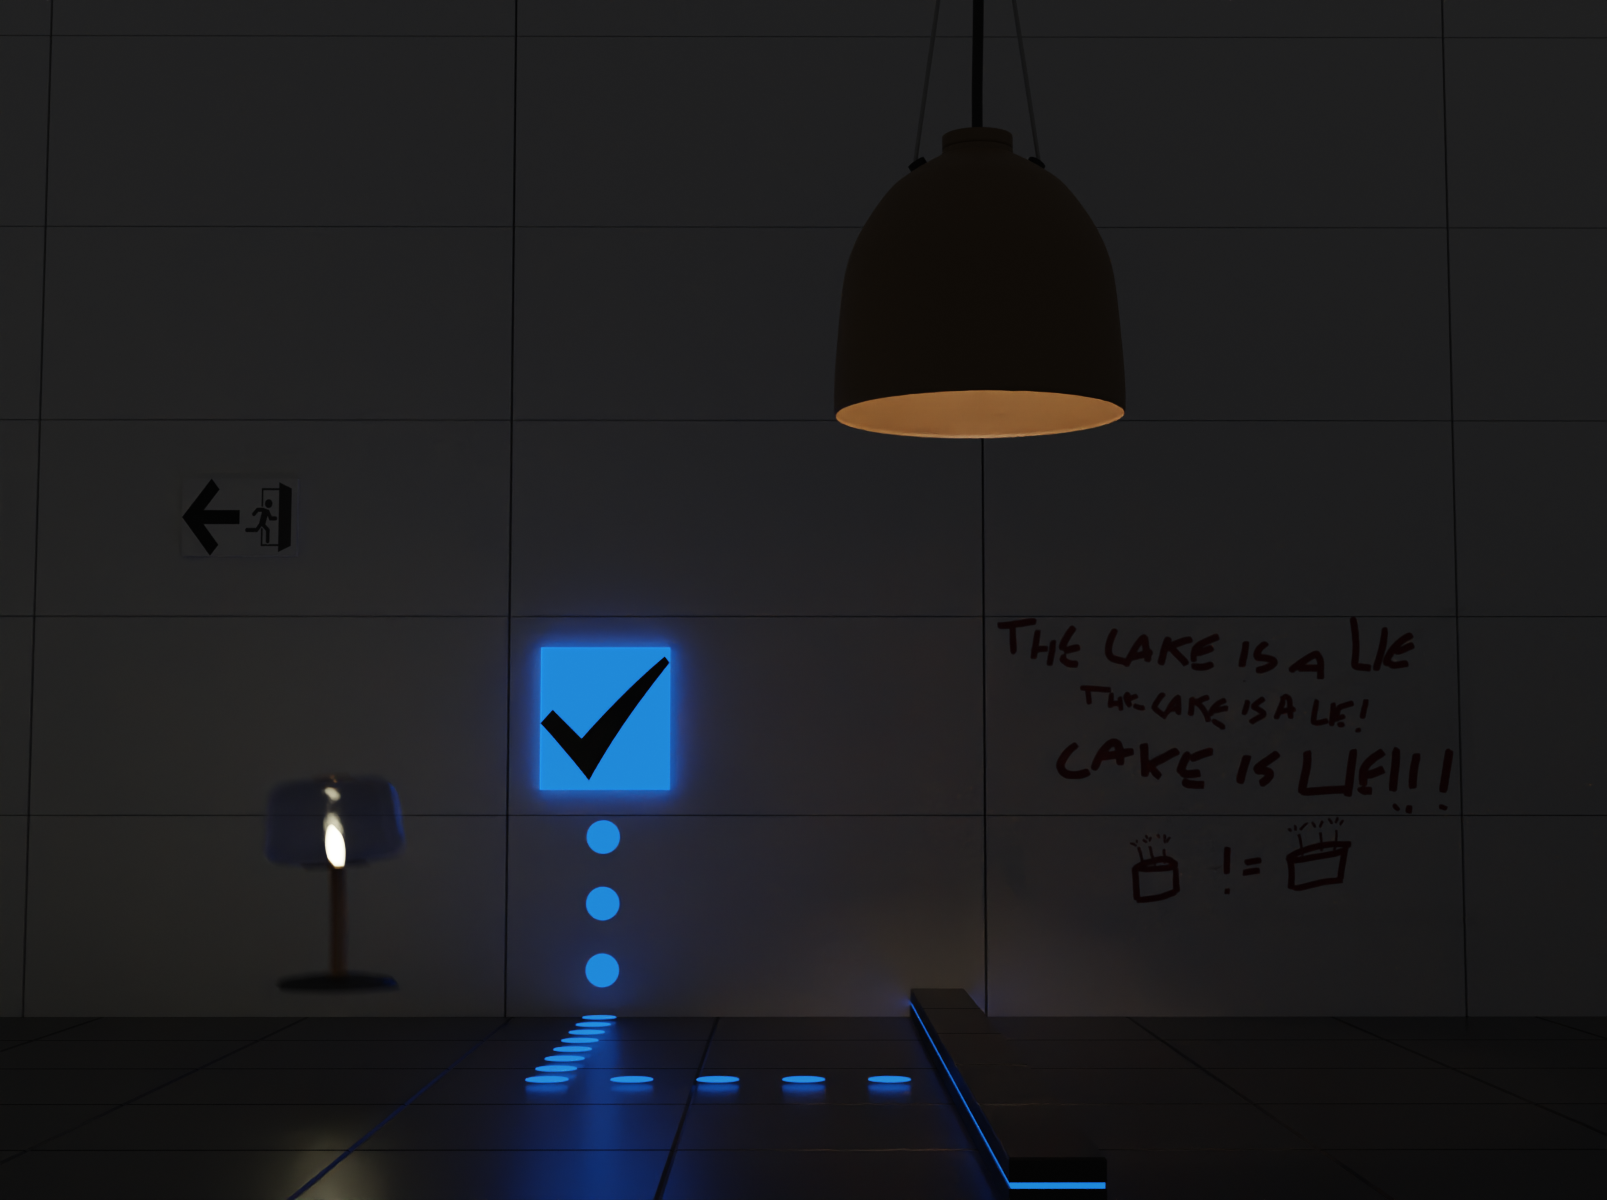 THE CAKE IS A LIE
THE CAKE IS A LIE!
CAKE IS LIE!!!
!=